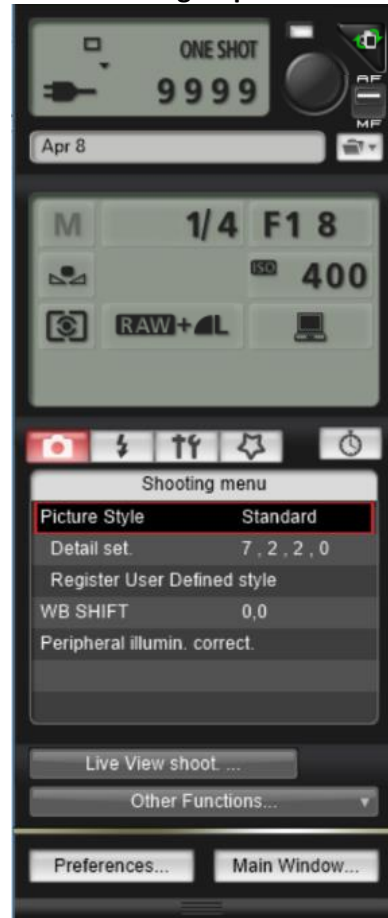 ONE SHOT
9999
AF
MF
Apr 8
M 1/4 F1 8
ISO 400
RAW+L
Shooting menu
Picture Style Standard
Detail set. 7 , 2 , 2 , 0
Register User Defined style
WB SHIFT 0,0
Peripheral illumin. correct.
Live View shoot. ...
Other Functions...
Preferences... Main Window...